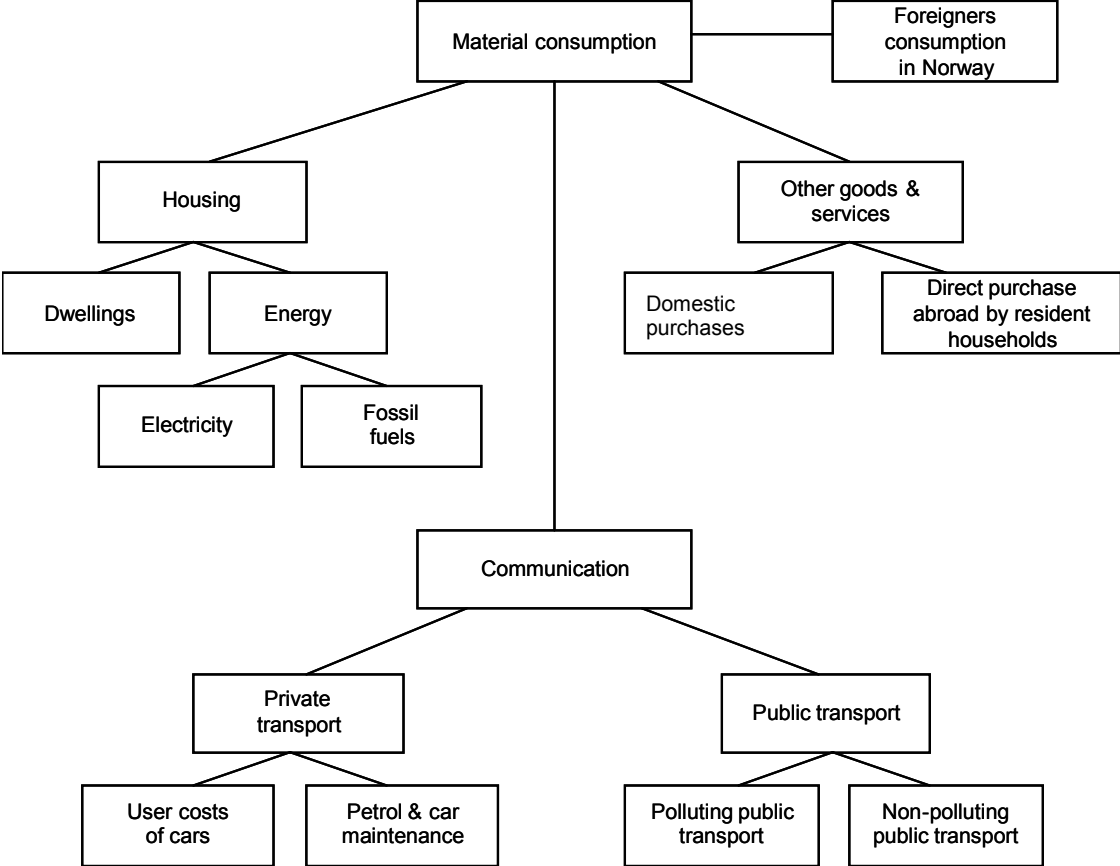 Material consumption
Foreigners
consumption
in Norway
Housing
Other goods &
services
Dwellings
Energy
Domestic
purchases
Direct purchase
abroad by resident
households
Electricity
Fossil
fuels
Communication
Private
transport
Public transport
User costs
of cars
Petrol & car
maintenance
Polluting public
transport
Non-polluting
public transport